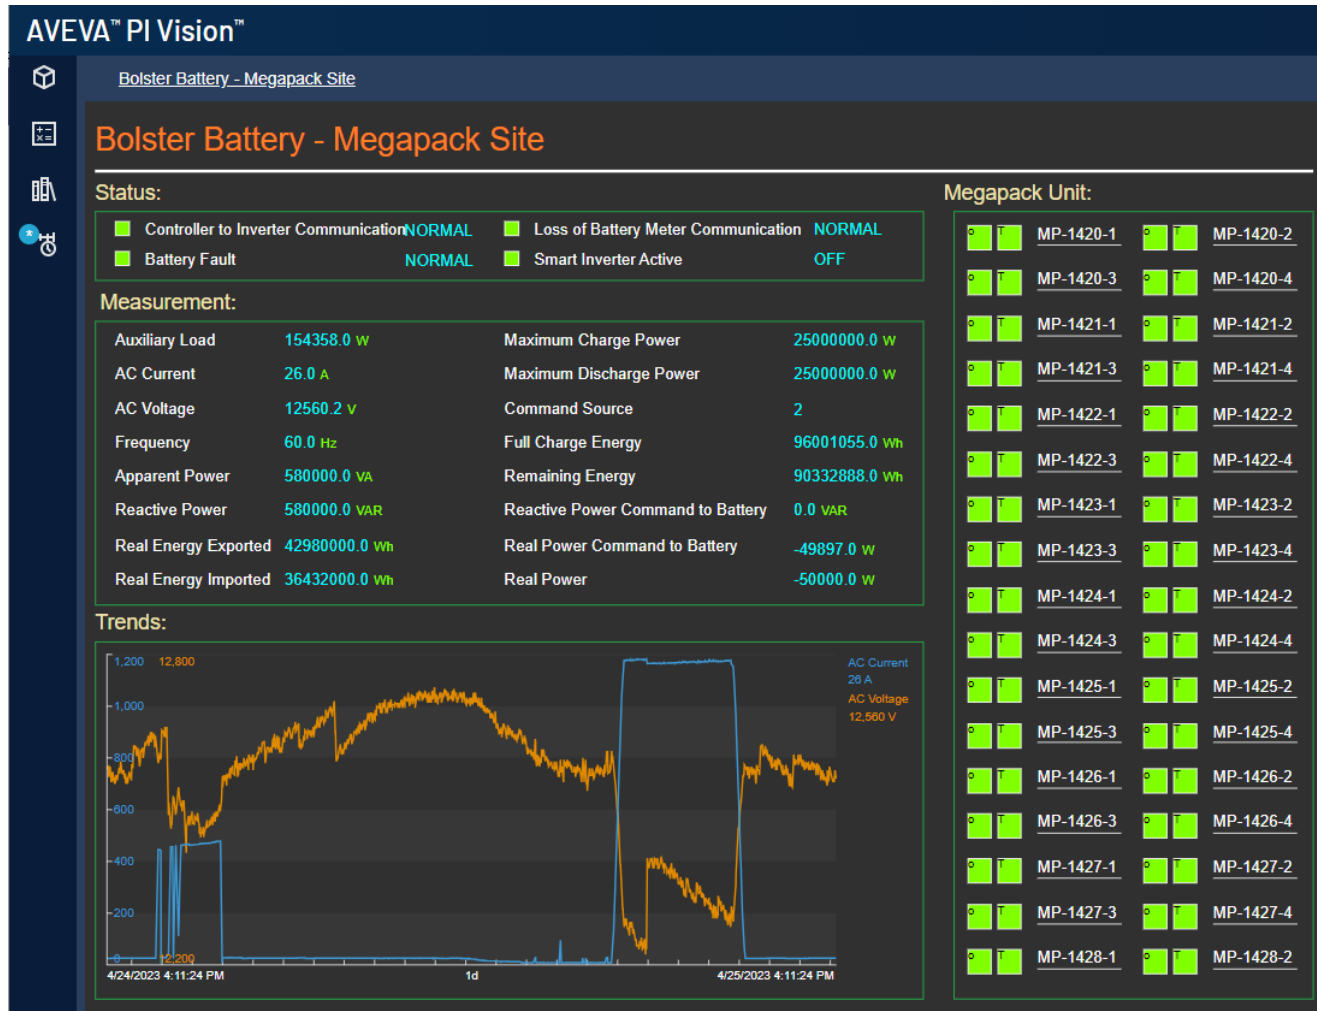 AVEVA™ PI Vision™
Bolster Battery - Megapack Site
Bolster Battery - Megapack Site
Status:
Controller to Inverter Communication NORMAL Loss of Battery Meter Communication NORMAL
Battery Fault NORMAL Smart Inverter Active OFF
Measurement:
Auxiliary Load 154358.0 W Maximum Charge Power 25000000.0 W
AC Current 26.0 A Maximum Discharge Power 25000000.0 W
AC Voltage 12560.2 V Command Source 2
Frequency 60.0 Hz Full Charge Energy 96001055.0 Wh
Apparent Power 580000.0 VA Remaining Energy 90332888.0 Wh
Reactive Power 580000.0 VAR Reactive Power Command to Battery 0.0 VAR
Real Energy Exported 42980000.0 Wh Real Power Command to Battery -49897.0 W
Real Energy Imported 36432000.0 Wh Real Power -50000.0 W
Trends:
1,200 12,800
1,000
800
600
400
200
0 12,200
4/24/2023 4:11:24 PM 1d 4/25/2023 4:11:24 PM
AC Current
26 A
AC Voltage
12,560 V
Megapack Unit:
O T MP-1420-1 O T MP-1420-2
O T MP-1420-3 O T MP-1420-4
O T MP-1421-1 O T MP-1421-2
O T MP-1421-3 O T MP-1421-4
O T MP-1422-1 O T MP-1422-2
O T MP-1422-3 O T MP-1422-4
O T MP-1423-1 O T MP-1423-2
O T MP-1423-3 O T MP-1423-4
O T MP-1424-1 O T MP-1424-2
O T MP-1424-3 O T MP-1424-4
O T MP-1425-1 O T MP-1425-2
O T MP-1425-3 O T MP-1425-4
O T MP-1426-1 O T MP-1426-2
O T MP-1426-3 O T MP-1426-4
O T MP-1427-1 O T MP-1427-2
O T MP-1427-3 O T MP-1427-4
O T MP-1428-1 O T MP-1428-2